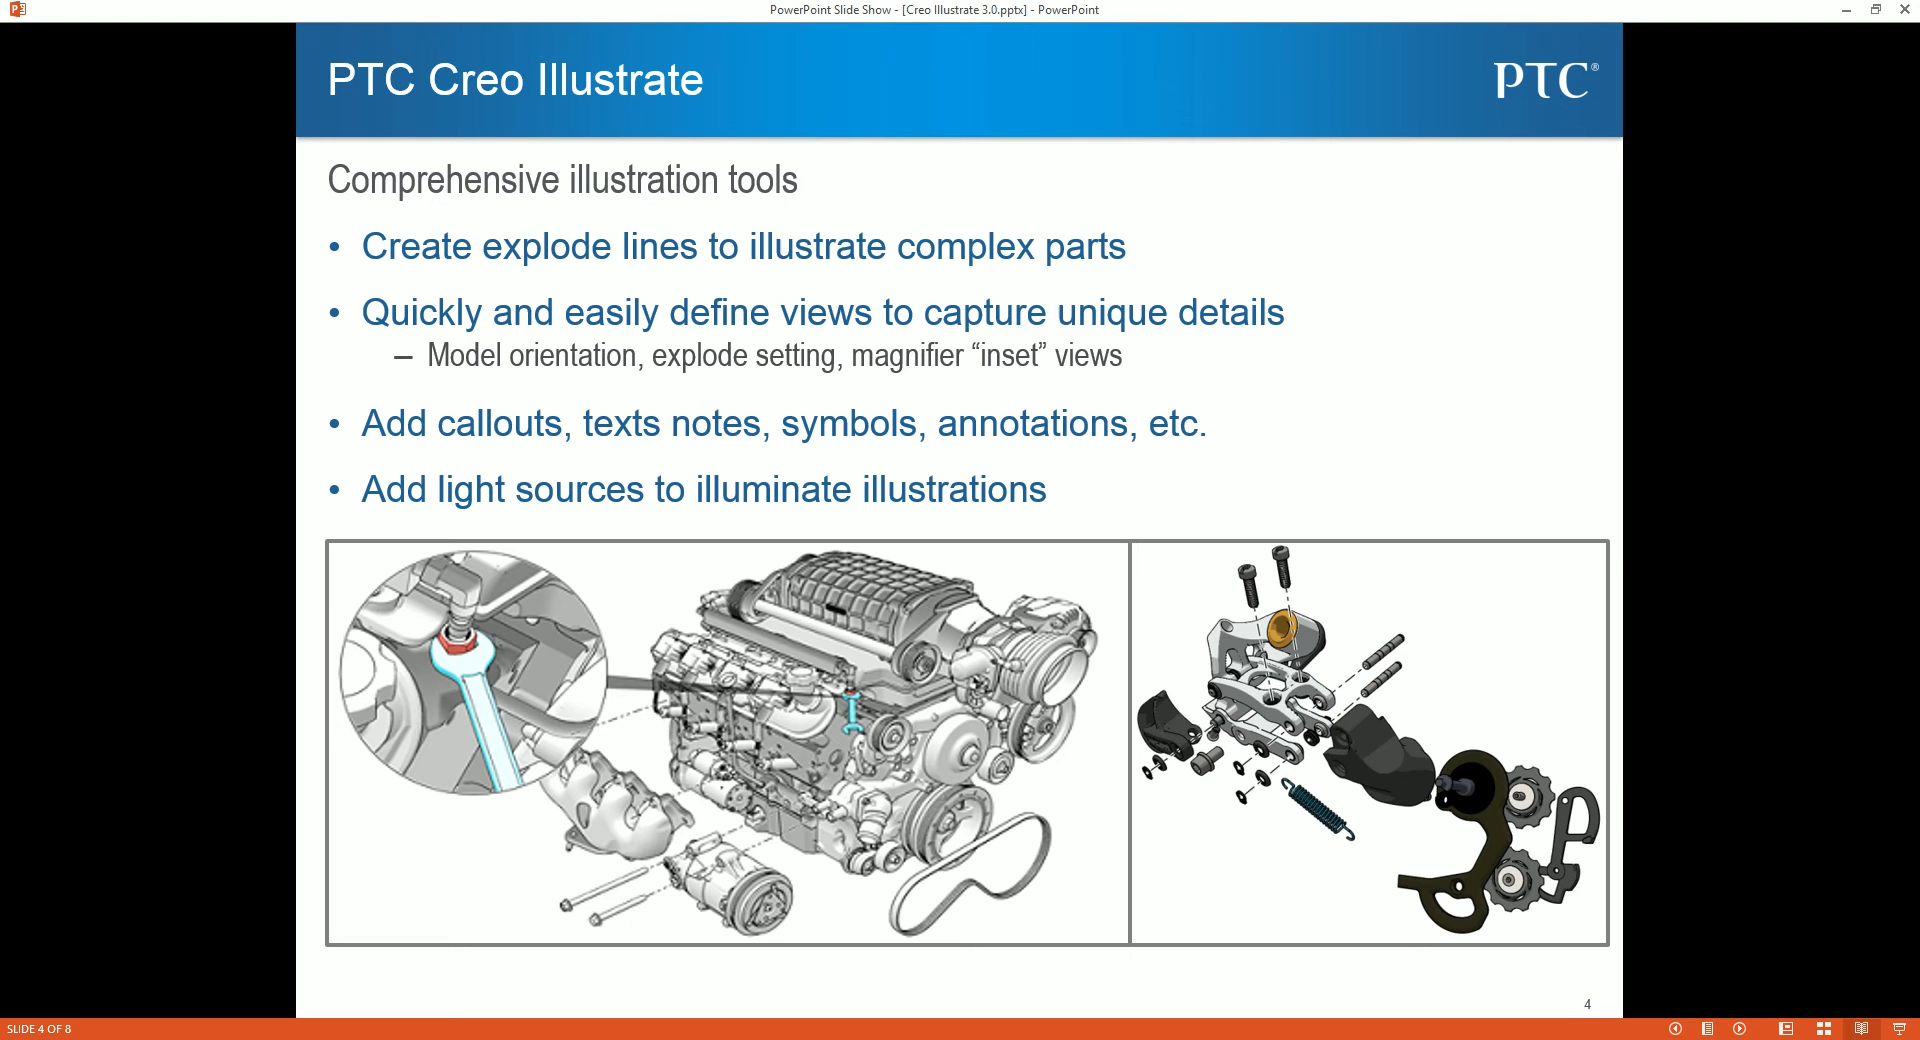 PowerPoint Slide Show - [Creo Illustrate 3.0.pptx] - PowerPoint
PTC Creo Illustrate
PTC®
Comprehensive illustration tools
• Create explode lines to illustrate complex parts
• Quickly and easily define views to capture unique details
– Model orientation, explode setting, magnifier “inset” views
• Add callouts, texts notes, symbols, annotations, etc.
• Add light sources to illuminate illustrations
4
SLIDE 4 OF 8